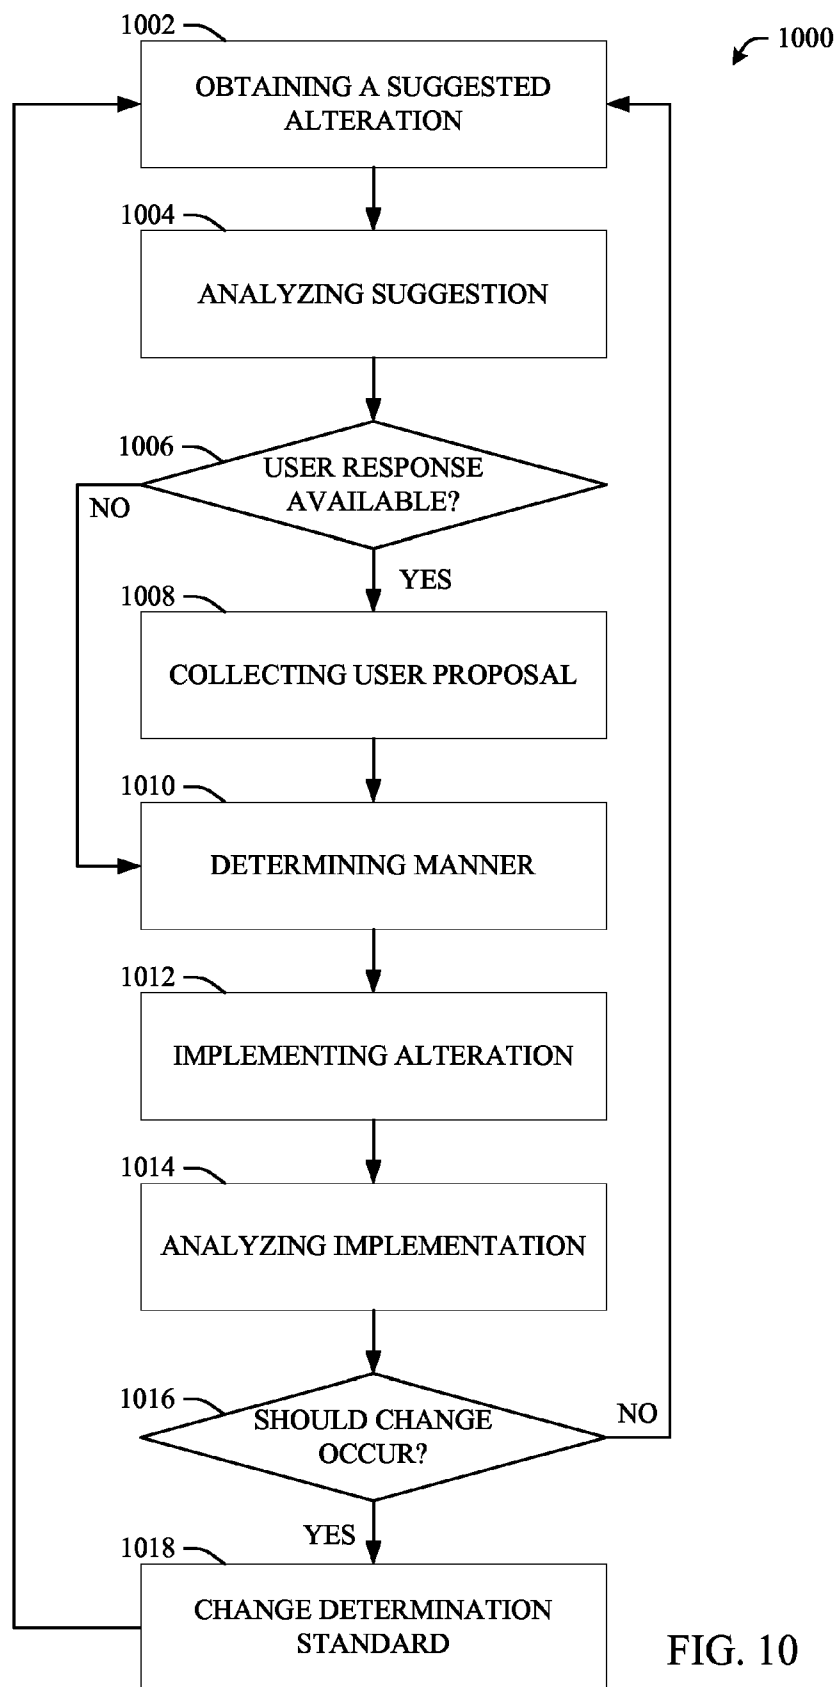 1002
1000
OBTAINING A SUGGESTED
ALTERATION
1004
ANALYZING SUGGESTION
1006
USER RESPONSE
AVAILABLE?
NO
YES
1008
COLLECTING USER PROPOSAL
1010
DETERMINING MANNER
1012
IMPLEMENTING ALTERATION
1014
ANALYZING IMPLEMENTATION
1016
SHOULD CHANGE
OCCUR?
NO
YES
1018
CHANGE DETERMINATION
STANDARD
FIG. 10